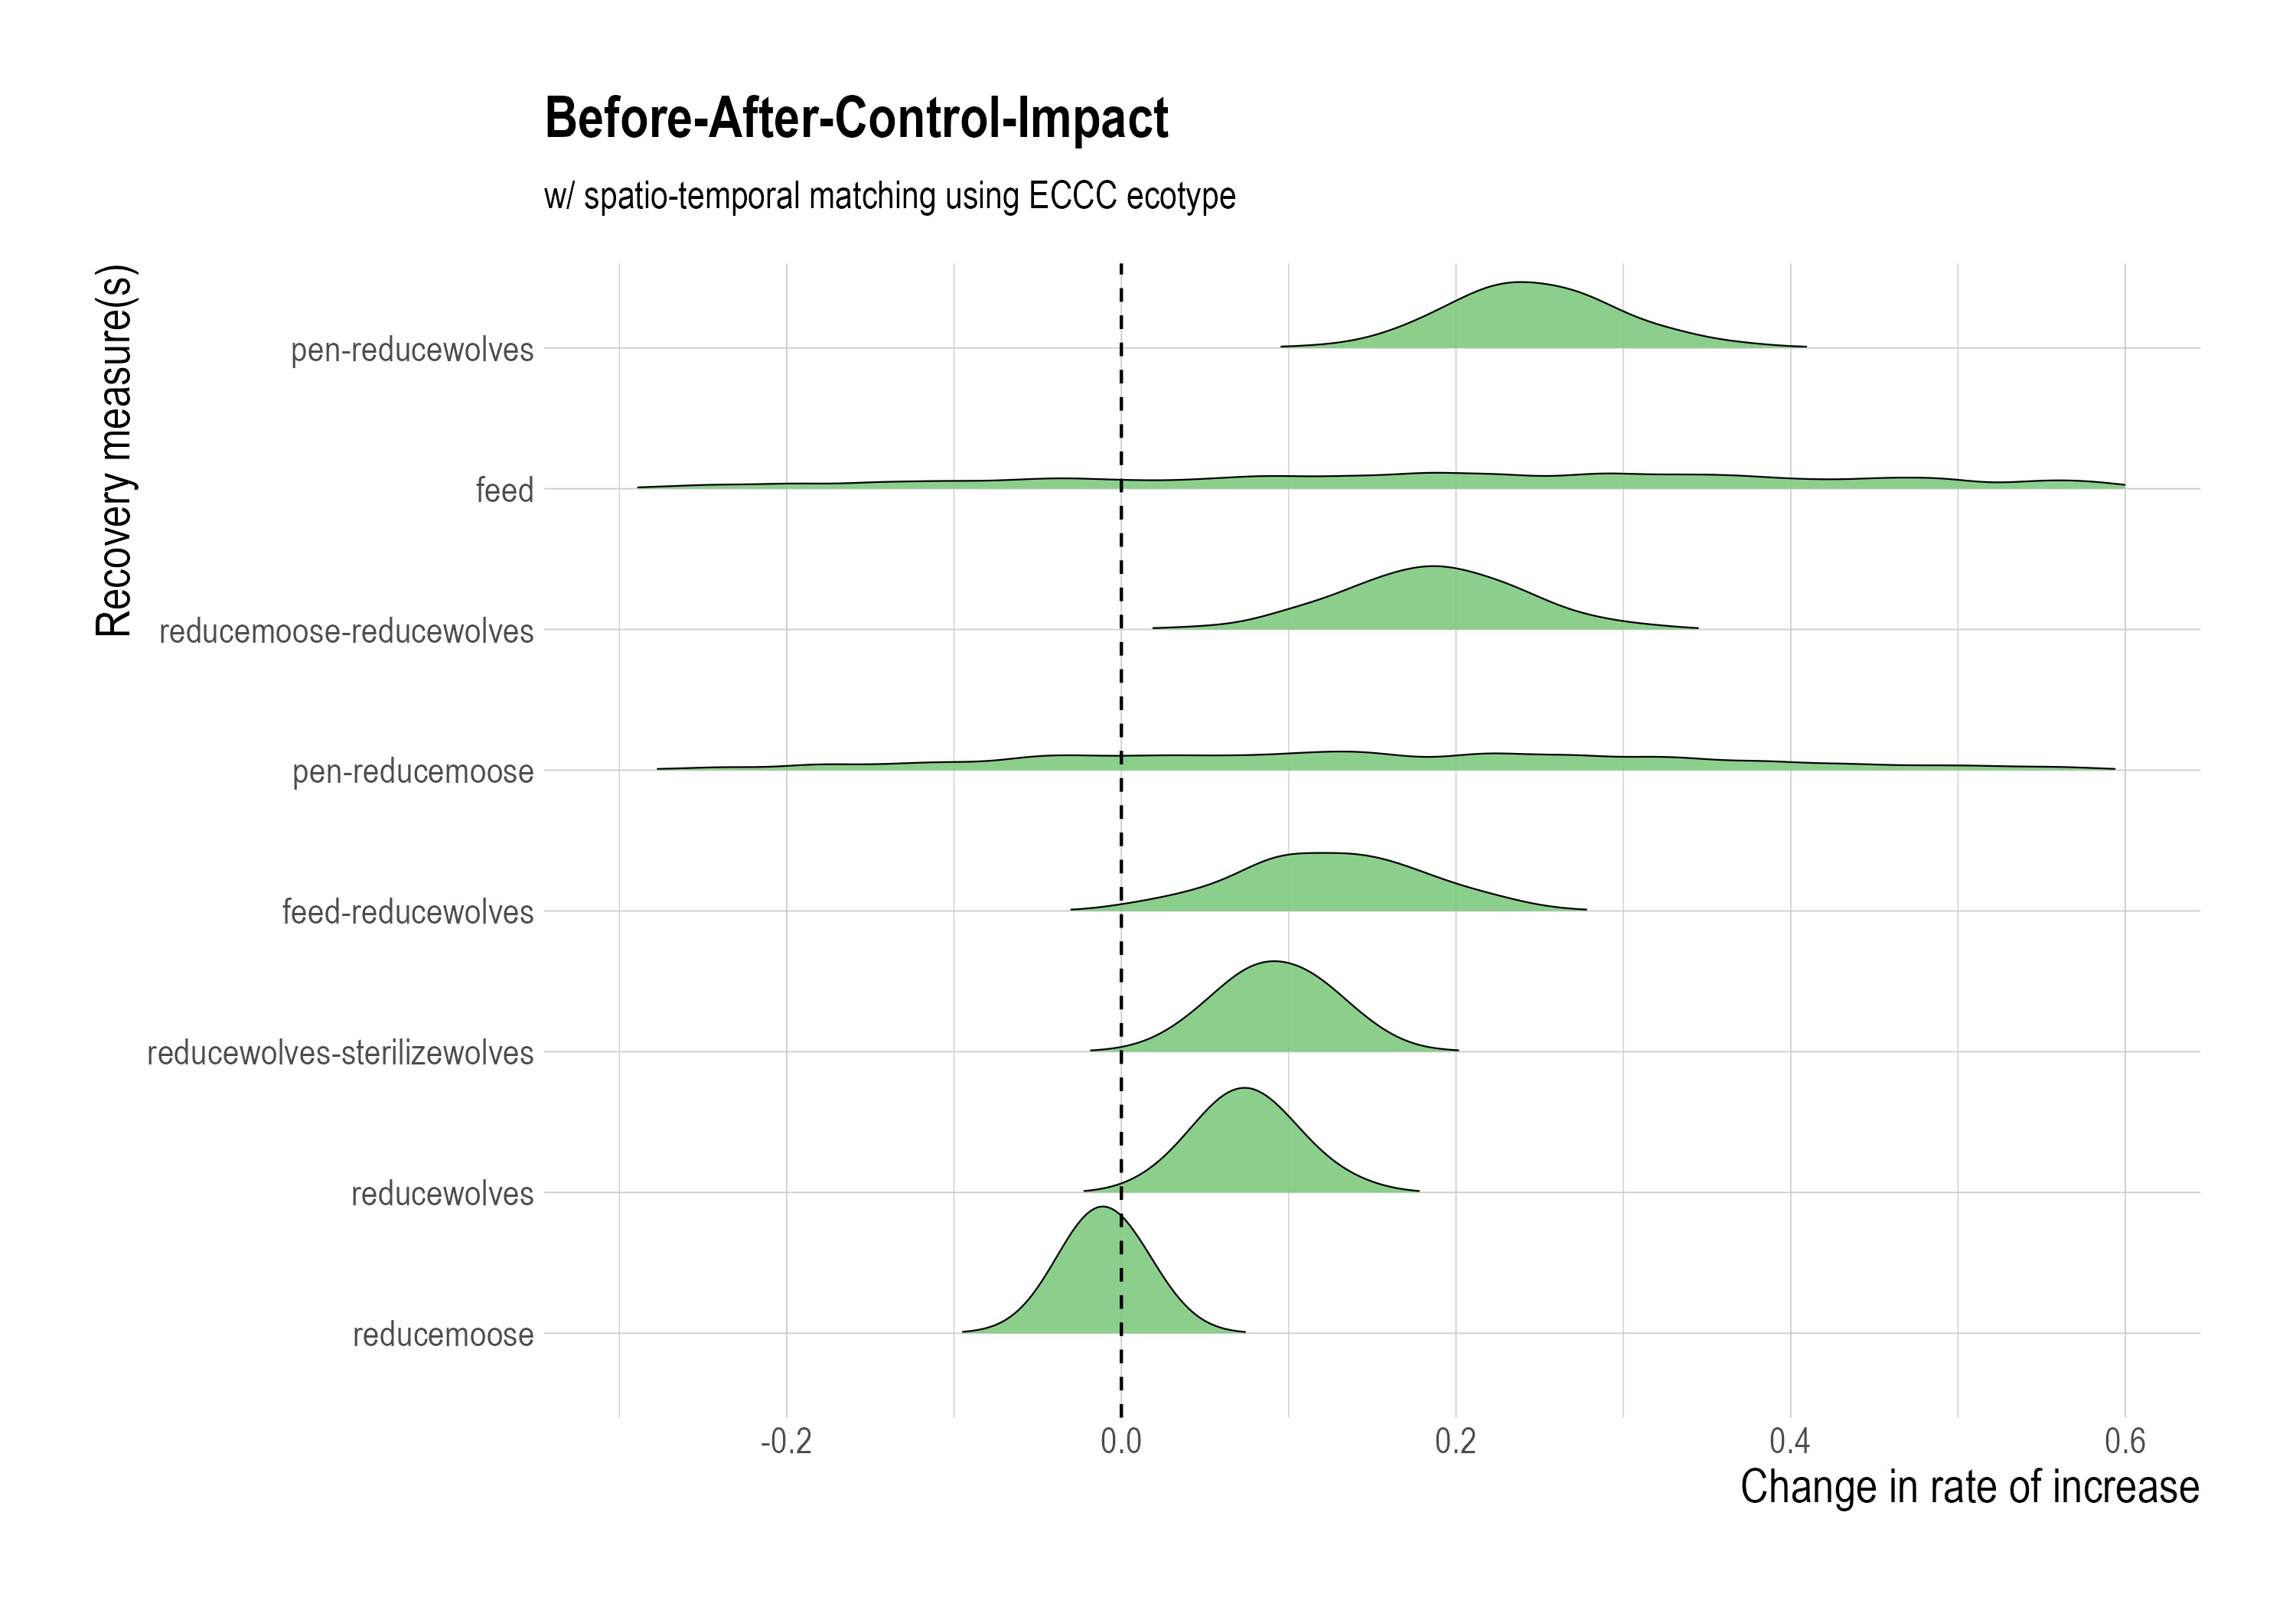 Before-After-Control-Impact
w/ spatio-temporal matching using ECCC ecotype
Recovery measure(s)
pen-reducewolves
feed
reducemoose-reducewolves
pen-reducemoose
feed-reducewolves
reducewolves-sterilizewolves
reducewolves
reducemoose
-0.2 0.0 0.2 0.4 0.6
Change in rate of increase